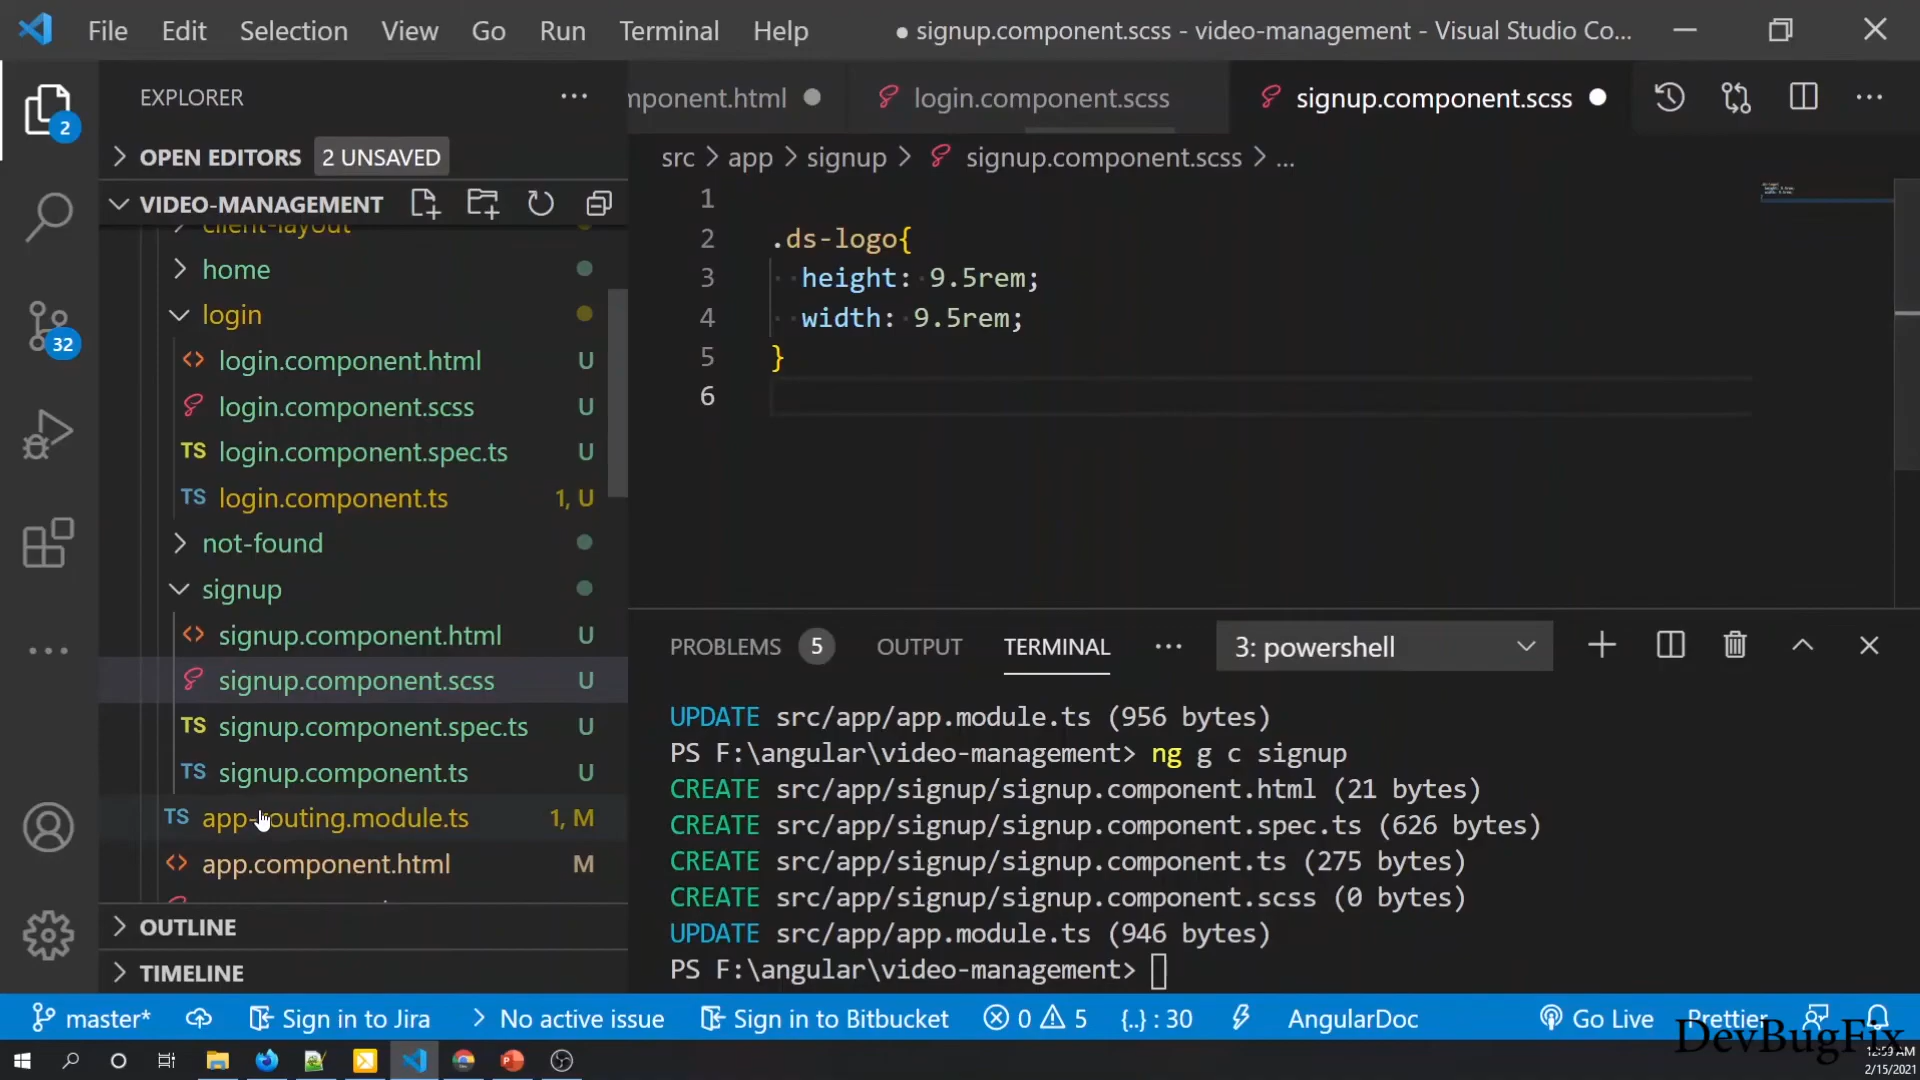 File Edit Selection View Go Run Terminal Help
● signup.component.scss - video-management - Visual Studio Co...
EXPLORER
2
OPEN EDITORS 2 UNSAVED
VIDEO-MANAGEMENT
client-layout
home
login
32
login.component.html U
login.component.scss U
TS login.component.spec.ts U
TS login.component.ts 1, U
not-found
signup
signup.component.html U
signup.component.scss U
TS signup.component.spec.ts U
TS signup.component.ts U
TS app-routing.module.ts 1, M
app.component.html M
OUTLINE
TIMELINE
mponent.html login.component.scss signup.component.scss
src > app > signup > signup.component.scss > ...
1
2 .ds-logo{
3 height: 9.5rem;
4 width: 9.5rem;
5 }
6
PROBLEMS 5 OUTPUT TERMINAL ... 3: powershell
UPDATE src/app/app.module.ts (956 bytes)
PS F:\angular\video-management> ng g c signup
CREATE src/app/signup/signup.component.html (21 bytes)
CREATE src/app/signup/signup.component.spec.ts (626 bytes)
CREATE src/app/signup/signup.component.ts (275 bytes)
CREATE src/app/signup/signup.component.scss (0 bytes)
UPDATE src/app/app.module.ts (946 bytes)
PS F:\angular\video-management>
master* Sign in to Jira No active issue Sign in to Bitbucket 0 5 {..} : 30 AngularDoc Go Live Prettier
DevBugFix
12:59 AM
2/15/2021